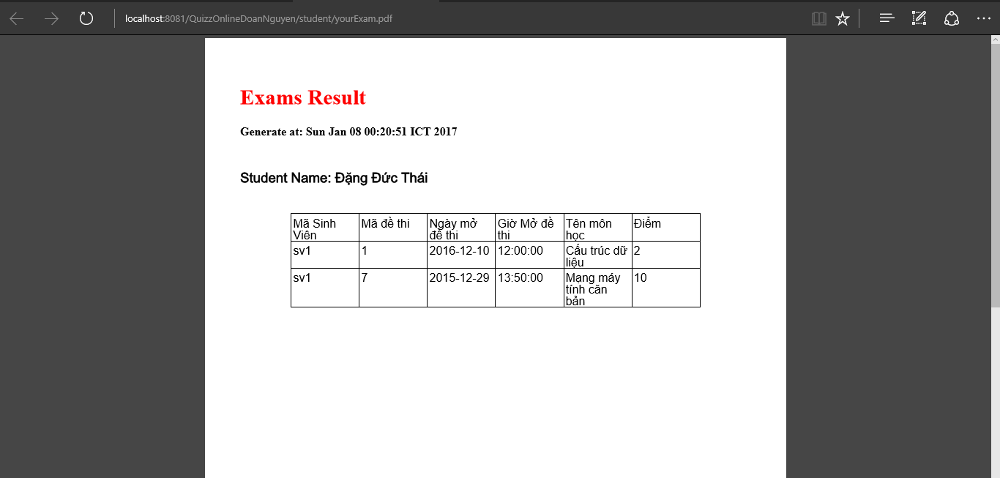 localhost:8081/QuizzOnlineDoanNguyen/student/yourExam.pdf
Exams Result
Generate at: Sun Jan 08 00:20:51 ICT 2017
Student Name: Đặng Đức Thái
Mã Sinh Viên Mã đề thi Ngày mở đề thi Giờ Mở đề thi Tên môn học Điểm
sv1 1 2016-12-10 12:00:00 Cấu trúc dữ liệu 2
sv1 7 2015-12-29 13:50:00 Mạng máy tính căn bản 10